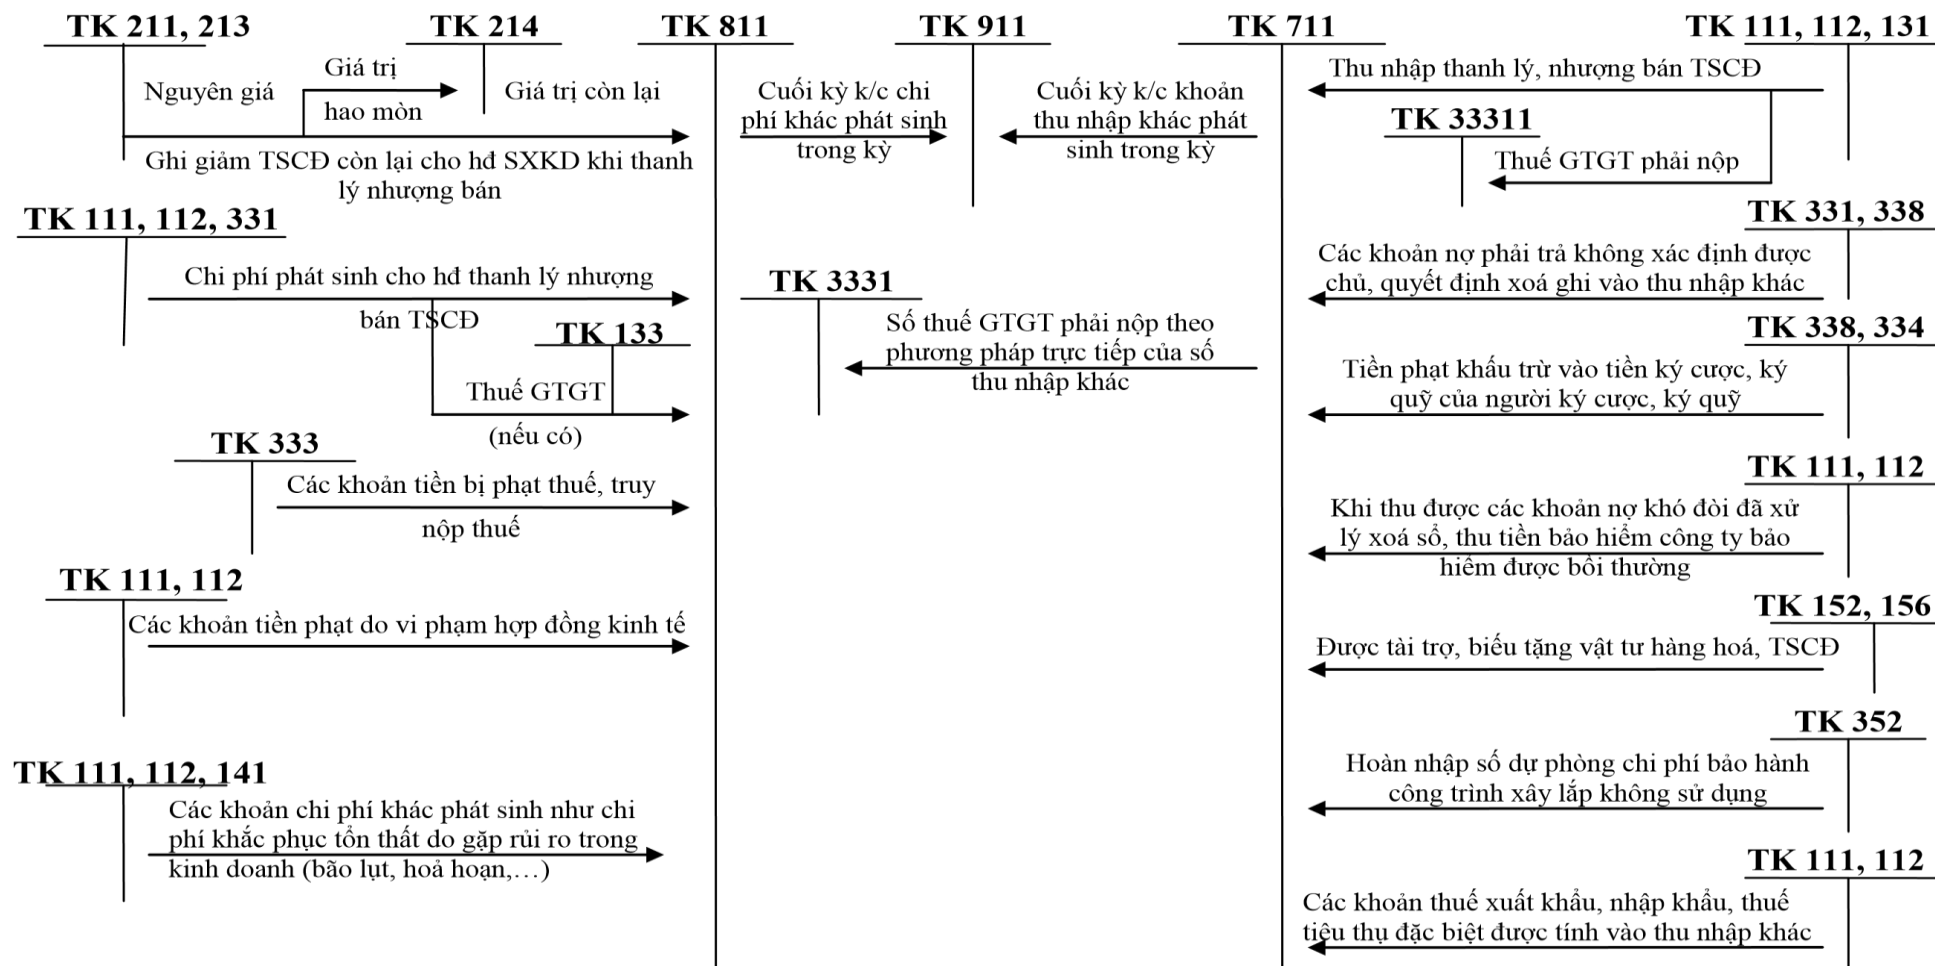 TK 211, 213
TK 214
TK 811
TK 911
TK 711
TK 111, 112, 131
Nguyên giá
Giá trị
hao mòn
Giá trị còn lại
Ghi giảm TSCĐ còn lại cho hđ SXKD khi thanh
lý nhượng bán
Cuối kỳ k/c chi
phí khác phát sinh
trong kỳ
Cuối kỳ k/c khoản
thu nhập khác phát
sinh trong kỳ
Thu nhập thanh lý, nhượng bán TSCĐ
TK 33311
Thuế GTGT phải nộp
TK 111, 112, 331
Chi phí phát sinh cho hđ thanh lý nhượng
bán TSCĐ
TK 133
Thuế GTGT
(nếu có)
TK 3331
Số thuế GTGT phải nộp theo
phương pháp trực tiếp của số
thu nhập khác
TK 331, 338
Các khoản nợ phải trả không xác định được
chủ, quyết định xoá ghi vào thu nhập khác
TK 338, 334
Tiền phạt khấu trừ vào tiền ký cược, ký
quỹ của người ký cược, ký quỹ
TK 333
Các khoản tiền bị phạt thuế, truy
nộp thuế
TK 111, 112
Khi thu được các khoản nợ khó đòi đã xử
lý xoá sổ, thu tiền bảo hiểm công ty bảo
hiểm được bồi thường
TK 111, 112
Các khoản tiền phạt do vi phạm hợp đồng kinh tế
TK 152, 156
Được tài trợ, biếu tặng vật tư hàng hoá, TSCĐ
TK 352
Hoàn nhập số dự phòng chi phí bảo hành
công trình xây lắp không sử dụng
TK 111, 112, 141
Các khoản chi phí khác phát sinh như chi
phí khắc phục tổn thất do gặp rủi ro trong
kinh doanh (bão lụt, hoả hoạn,…)
TK 111, 112
Các khoản thuế xuất khẩu, nhập khẩu, thuế
tiêu thụ đặc biệt được tính vào thu nhập khác